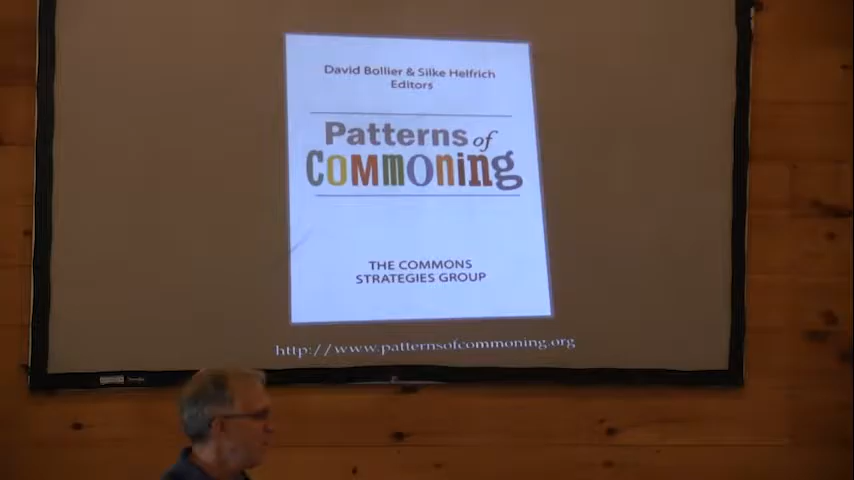 David Bollier & Silke Helfrich
Editors
Patterns of
Commoning
THE COMMONS
STRATEGIES GROUP
http://www.patternsofcommoning.org